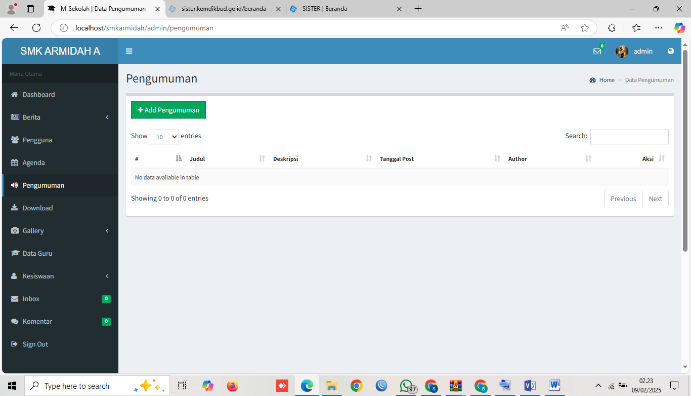 M-Sekolah | Data Pengumuman
sister.kemdikbud.go.id/beranda
SISTER | Beranda
localhost/smkarmidah/admin/pengumuman
SMK ARMIDAH A
admin
Menu Utama
Dashboard
Berita
Pengguna
Agenda
Pengumuman
Download
Gallery
Data Guru
Kesiswaan
Inbox 0
Komentar 0
Sign Out
Pengumuman
Home
Data Pengumuman
+ Add Pengumuman
Show 10 entries
Search:
# Judul Deskripsi Tanggal Post Author Aksi
No data available in table
Showing 0 to 0 of 0 entries
Previous Next
Type here to search
02.23
09/02/2025